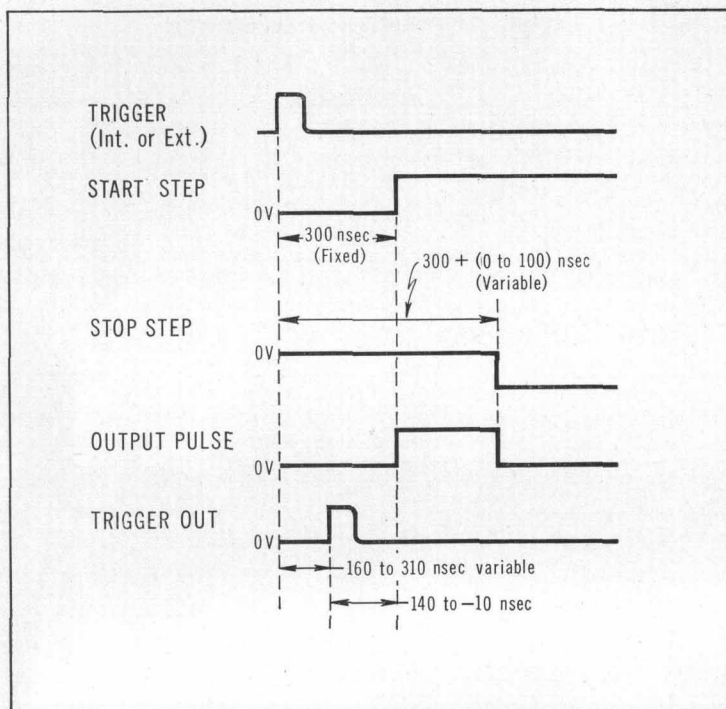 TRIGGER
(Int. or Ext.)
START STEP
0V
300 nsec
(Fixed)
300 + (0 to 100) nsec
(Variable)
STOP STEP
0V
OUTPUT PULSE
0V
TRIGGER OUT
0V
160 to 310 nsec variable
140 to −10 nsec